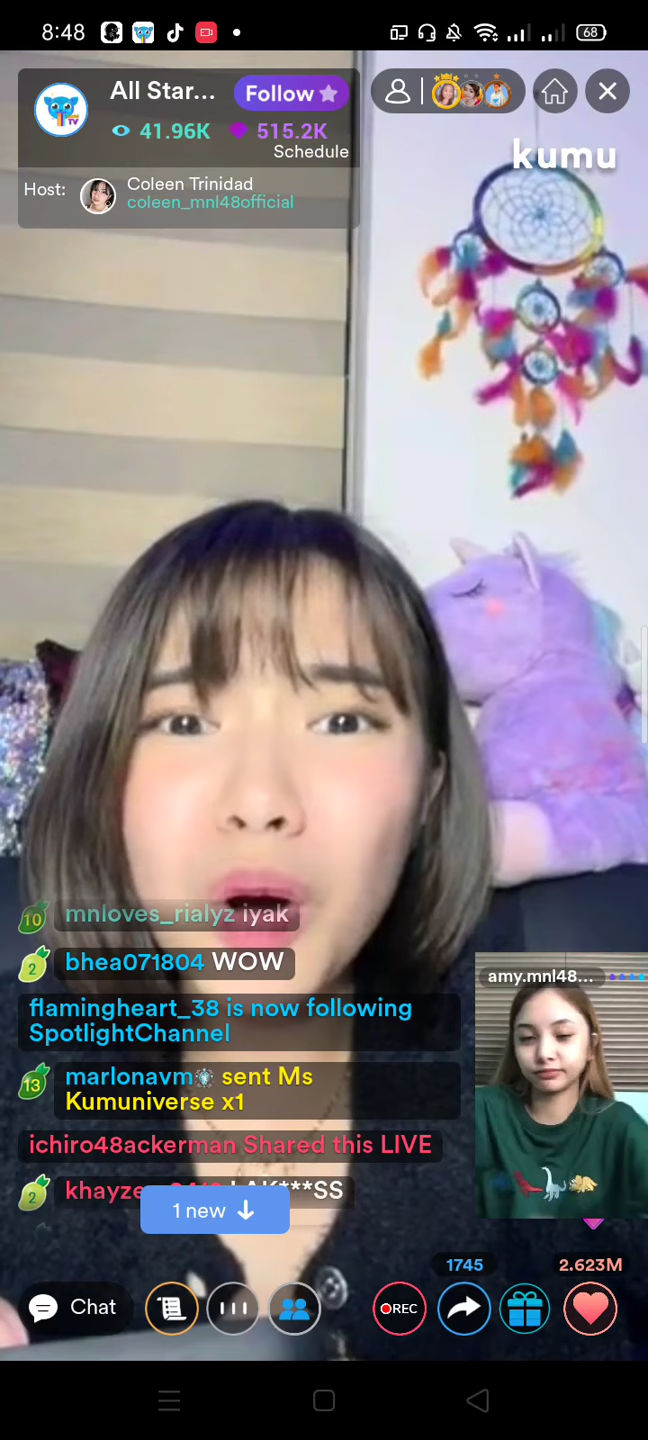 8:48
68
All Star...
Follow
41.96K
515.2K
Schedule
Host:
Coleen Trinidad
coleen_mnl48official
kumu
TV
10 mnloves_rialyz iyak
2 bhea071804 WOW
flamingheart_38 is now following
SpotlightChannel
13 marlonavm sent Ms
Kumuniverse x1
ichiro48ackerman Shared this LIVE
2
1 new
amy.mnl48...
1745
2.623M
Chat
REC